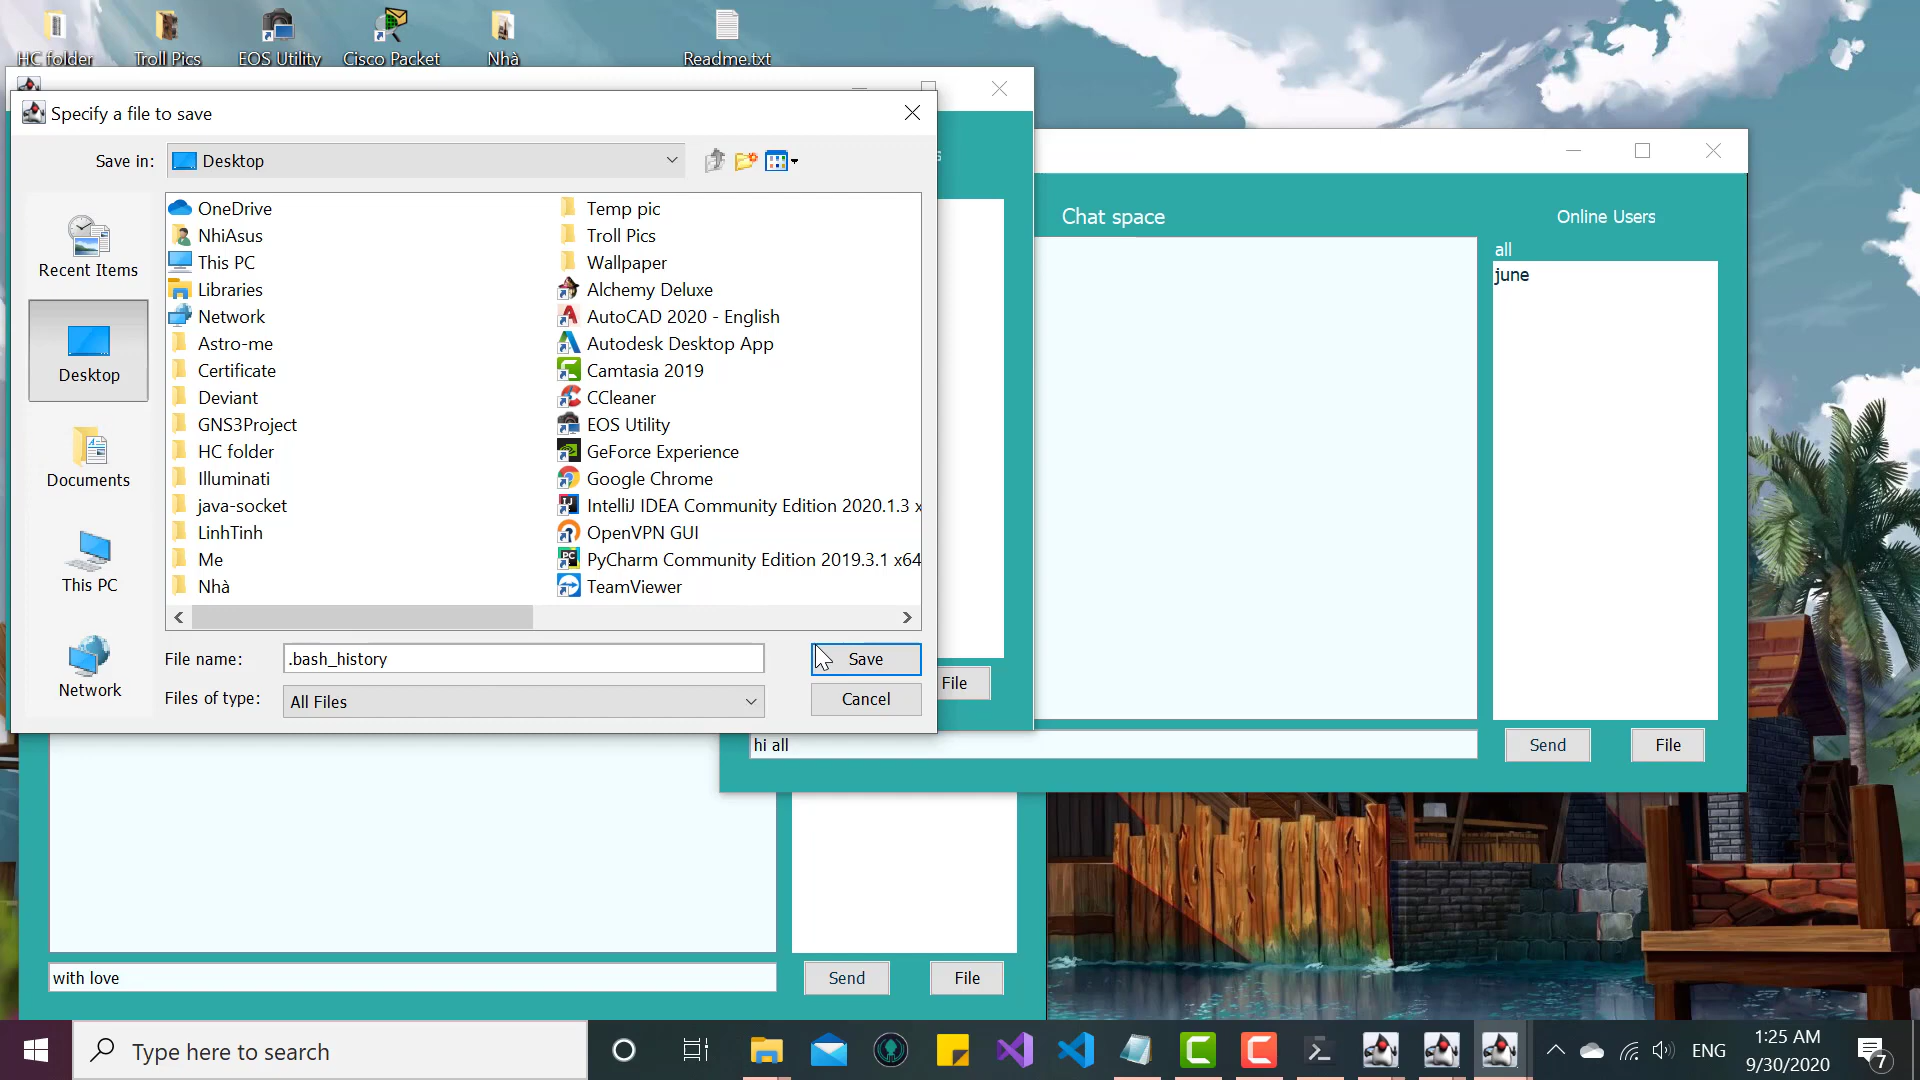 HC folder
Troll Pics
EOS Utility
Cisco Packet
Nhà
Readme.txt
Specify a file to save
Save in:
Desktop
Recent Items
Desktop
Documents
This PC
Network
OneDrive
NhiAsus
This PC
Libraries
Network
Astro-me
Certificate
Deviant
GNS3Project
HC folder
Illuminati
java-socket
LinhTinh
Me
Nhà
Temp pic
Troll Pics
Wallpaper
Alchemy Deluxe
AutoCAD 2020 - English
Autodesk Desktop App
Camtasia 2019
CCleaner
EOS Utility
GeForce Experience
Google Chrome
IntelliJ IDEA Community Edition 2020.1.3 x
OpenVPN GUI
PyCharm Community Edition 2019.3.1 x64
TeamViewer
File name:
.bash_history
Save
Files of type:
All Files
Cancel
File
Chat space
Online Users
all
june
hi all
Send
File
with love
Send
File
Type here to search
ENG
1:25 AM
9/30/2020
7